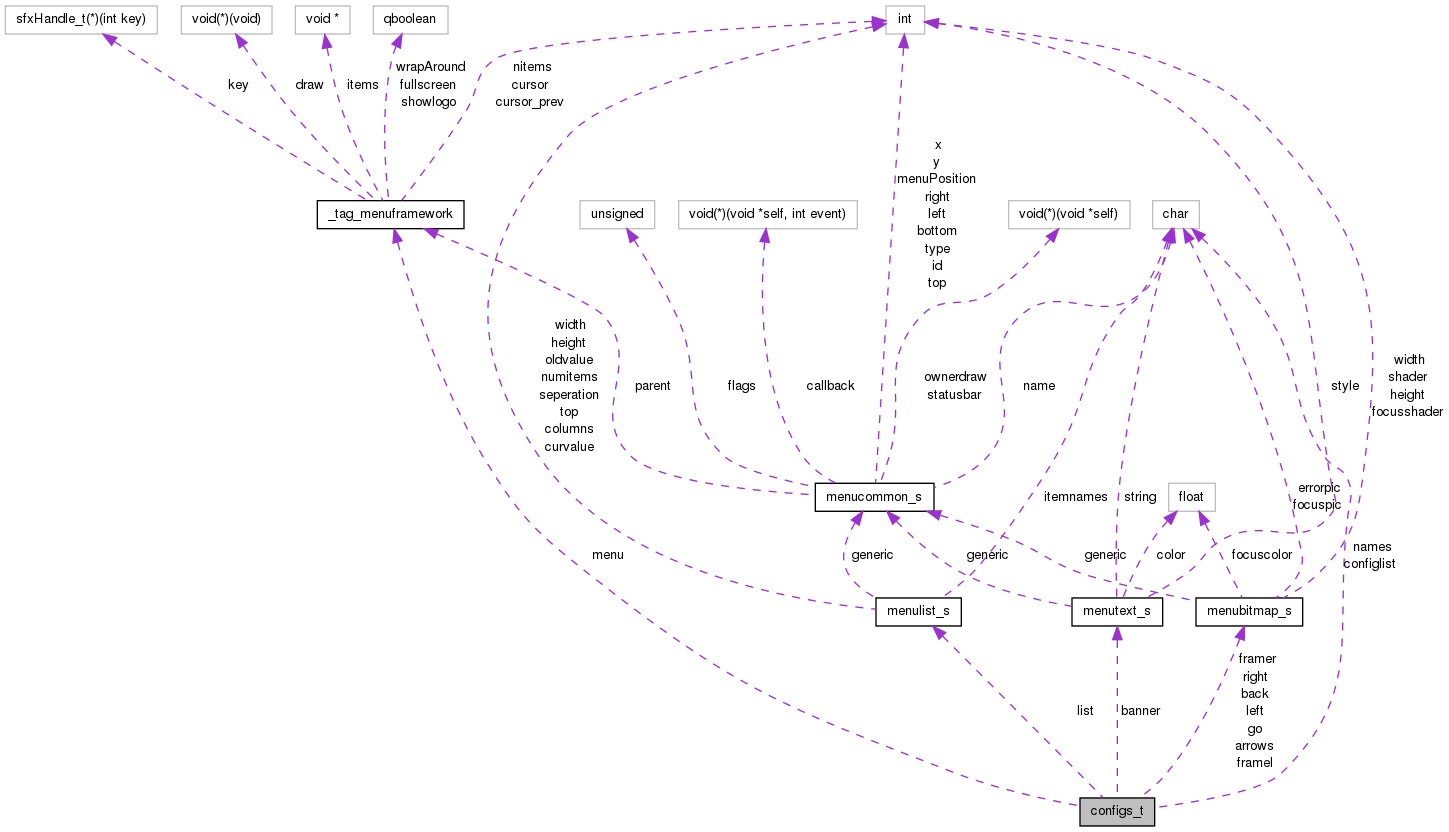 sfxHandle_t(*)(int key)
void(*)(void)
void *
qboolean
int
key
draw
items
wrapAround
fullscreen
showlogo
nitems
cursor
cursor_prev
x
y
menuPosition
right
left
bottom
type
id
top
_tag_menuframework
unsigned
void(*)(void *self, int event)
void(*)(void *self)
char
width
height
oldvalue
numitems
seperation
top
columns
curvalue
parent
flags
callback
ownerdraw
statusbar
name
style
width
shader
height
focusshader
menucommon_s
itemnames
string
float
errorpic
focuspic
menu
generic
generic
generic
color
focuscolor
names
configlist
menulist_s
menutext_s
menubitmap_s
list
banner
framer
right
back
left
go
arrows
framel
configs_t